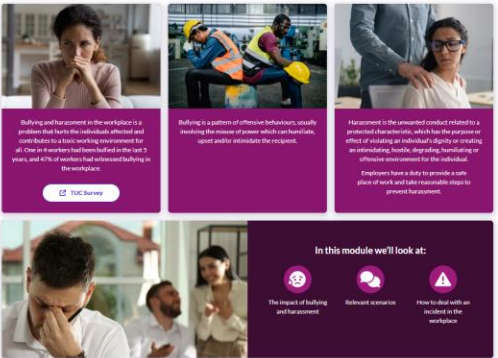 Bullying and harassment in the workplace is a
problem that hurts the individuals affected and
contributes to a toxic working environment for
all. One in 4 workers had been bullied in the last 5
years, and 47% of workers had witnessed bullying in
the workplace.
TUC Survey
Bullying is a pattern of offensive behaviours, usually
involving the misuse of power which can humiliate,
upset and/or intimidate the recipient.
Harassment is the unwanted conduct related to a
protected characteristic, which has the purpose or
effect of violating an individual's dignity or creating
an intimidating, hostile, degrading, humiliating or
offensive environment for the individual.
Employers have a duty to provide a safe
place of work and take reasonable steps to
prevent harassment.
In this module we'll look at:
The impact of bullying
and harassment
Relevant scenarios
How to deal with an
incident in the
workplace